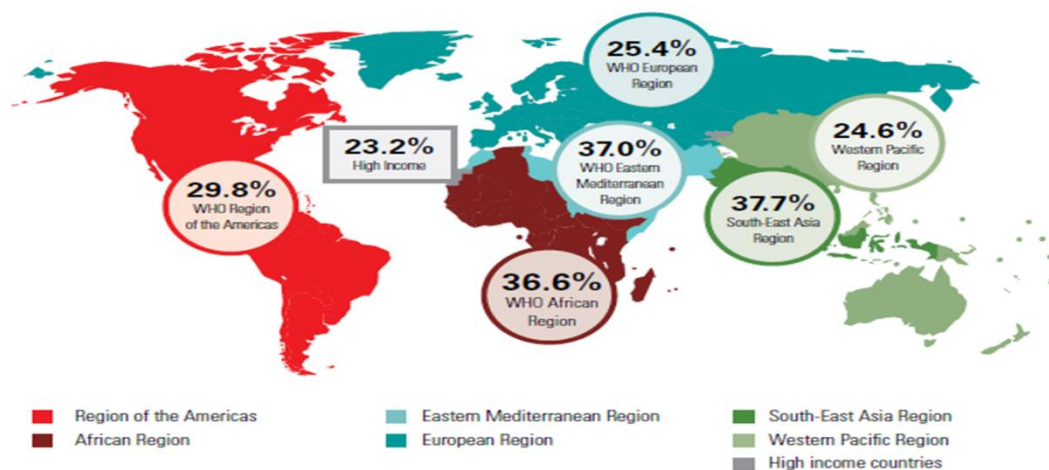 25.4%
WHO European
Region
23.2%
High Income
37.0%
WHO Eastern
Mediterranean
Region
24.6%
Western Pacific
Region
29.8%
WHO Region
of the Americas
37.7%
South-East Asia
Region
36.6%
WHO African
Region
Region of the Americas
African Region
Eastern Mediterranean Region
European Region
South-East Asia Region
Western Pacific Region
High income countries